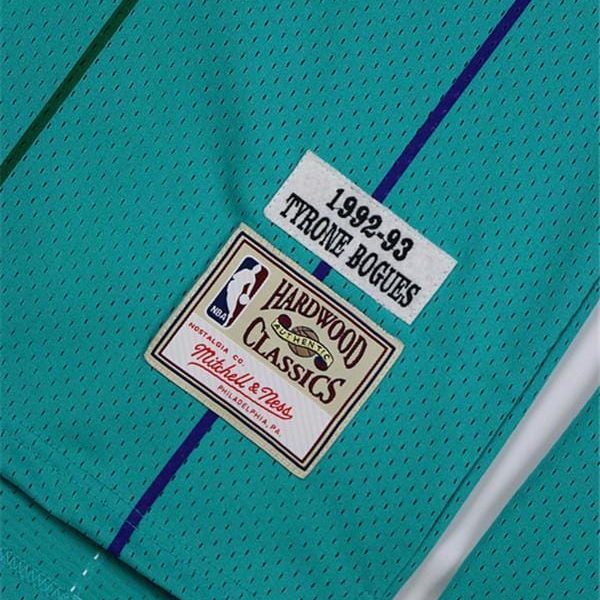 1992-93
TYRONE BOGUES
NBA
HARDWOOD
AUTHENTIC
CLASSICS
NOSTALGIA CO.
Mitchell & Ness
PHILADELPHIA, PA.